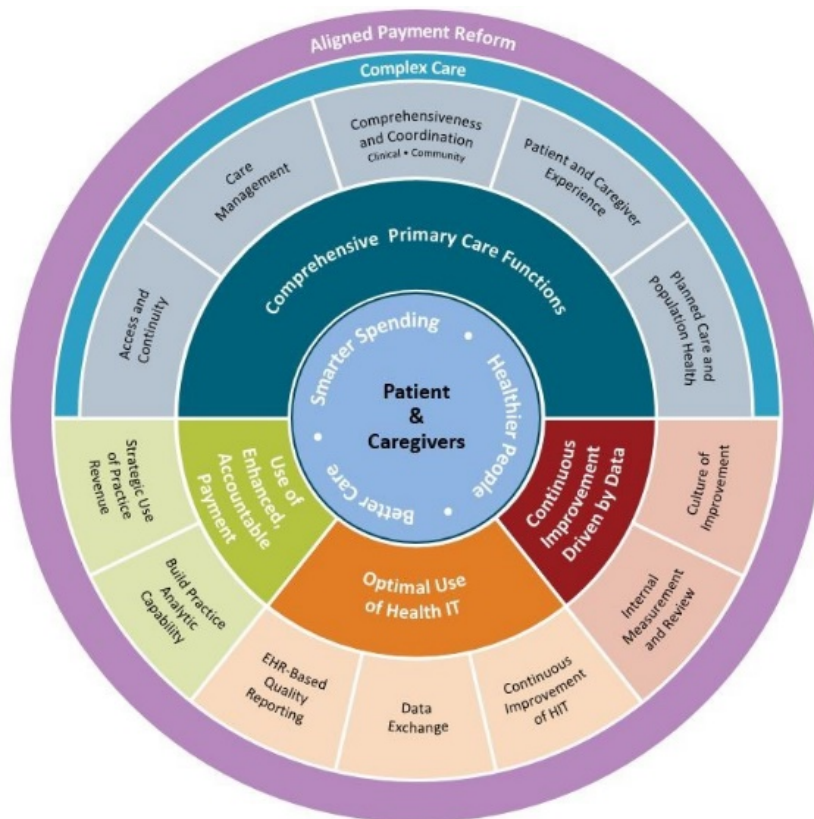 Aligned Payment Reform
Complex Care
Comprehensiveness
and Coordination
Clinical • Community
Care
Management
Patient and Caregiver
Experience
Access and
Continuity
Planned Care and
Population Health
Comprehensive Primary Care Functions
Smarter Spending •
Healthier People •
Better Care •
Patient
&
Caregivers
Use of
Enhanced,
Accountable
Payment
Continuous
Improvement
Driven by Data
Optimal Use
of Health IT
Strategic Use
of Practice
Revenue
Build Practice
Analytic
Capability
EHR-Based
Quality
Reporting
Data
Exchange
Continuous
Improvement
of HIT
Internal
Measurement
and Review
Culture of
Improvement